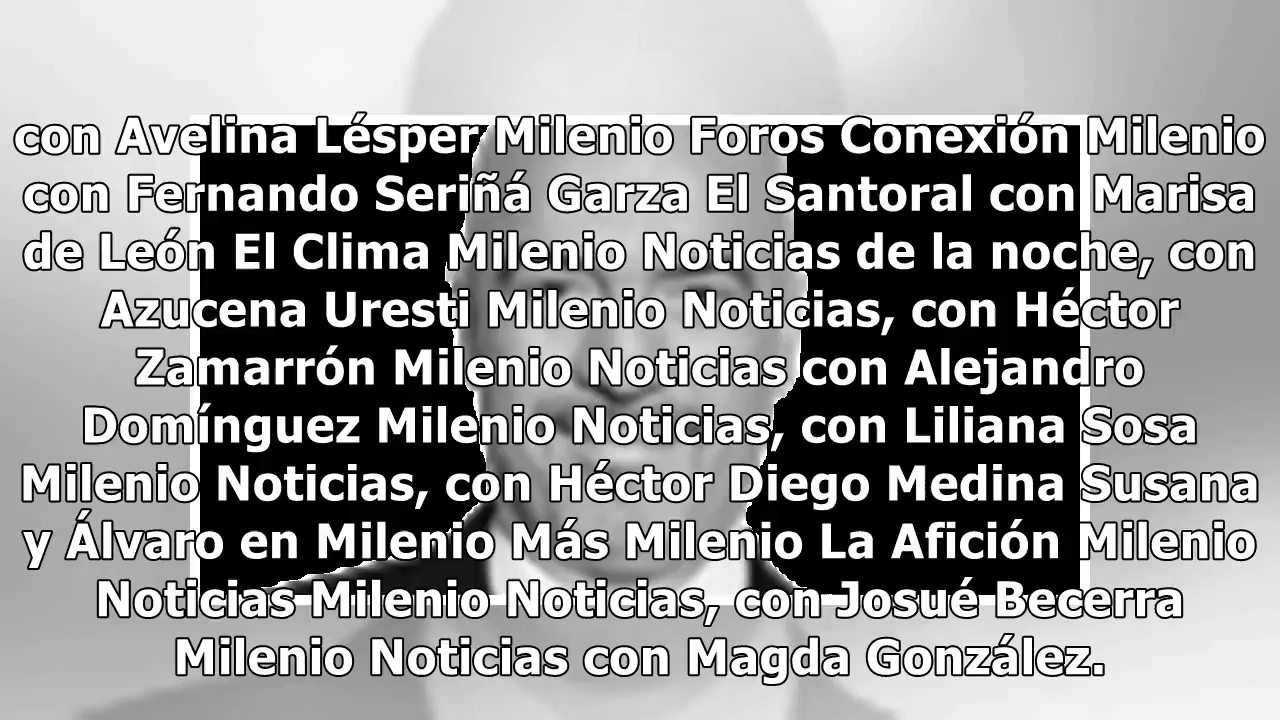 con Avelina Lésper Milenio Foros Conexión Milenio
con Fernando Seriñá Garza El Santoral con Marisa
de León El Clima Milenio Noticias de la noche, con
Azucena Uresti Milenio Noticias, con Héctor
Zamarrón Milenio Noticias con Alejandro
Domínguez Milenio Noticias, con Liliana Sosa
Milenio Noticias, con Héctor Diego Medina Susana
y Álvaro en Milenio Más Milenio La Afición Milenio
Noticias Milenio Noticias, con Josué Becerra
Milenio Noticias con Magda González.